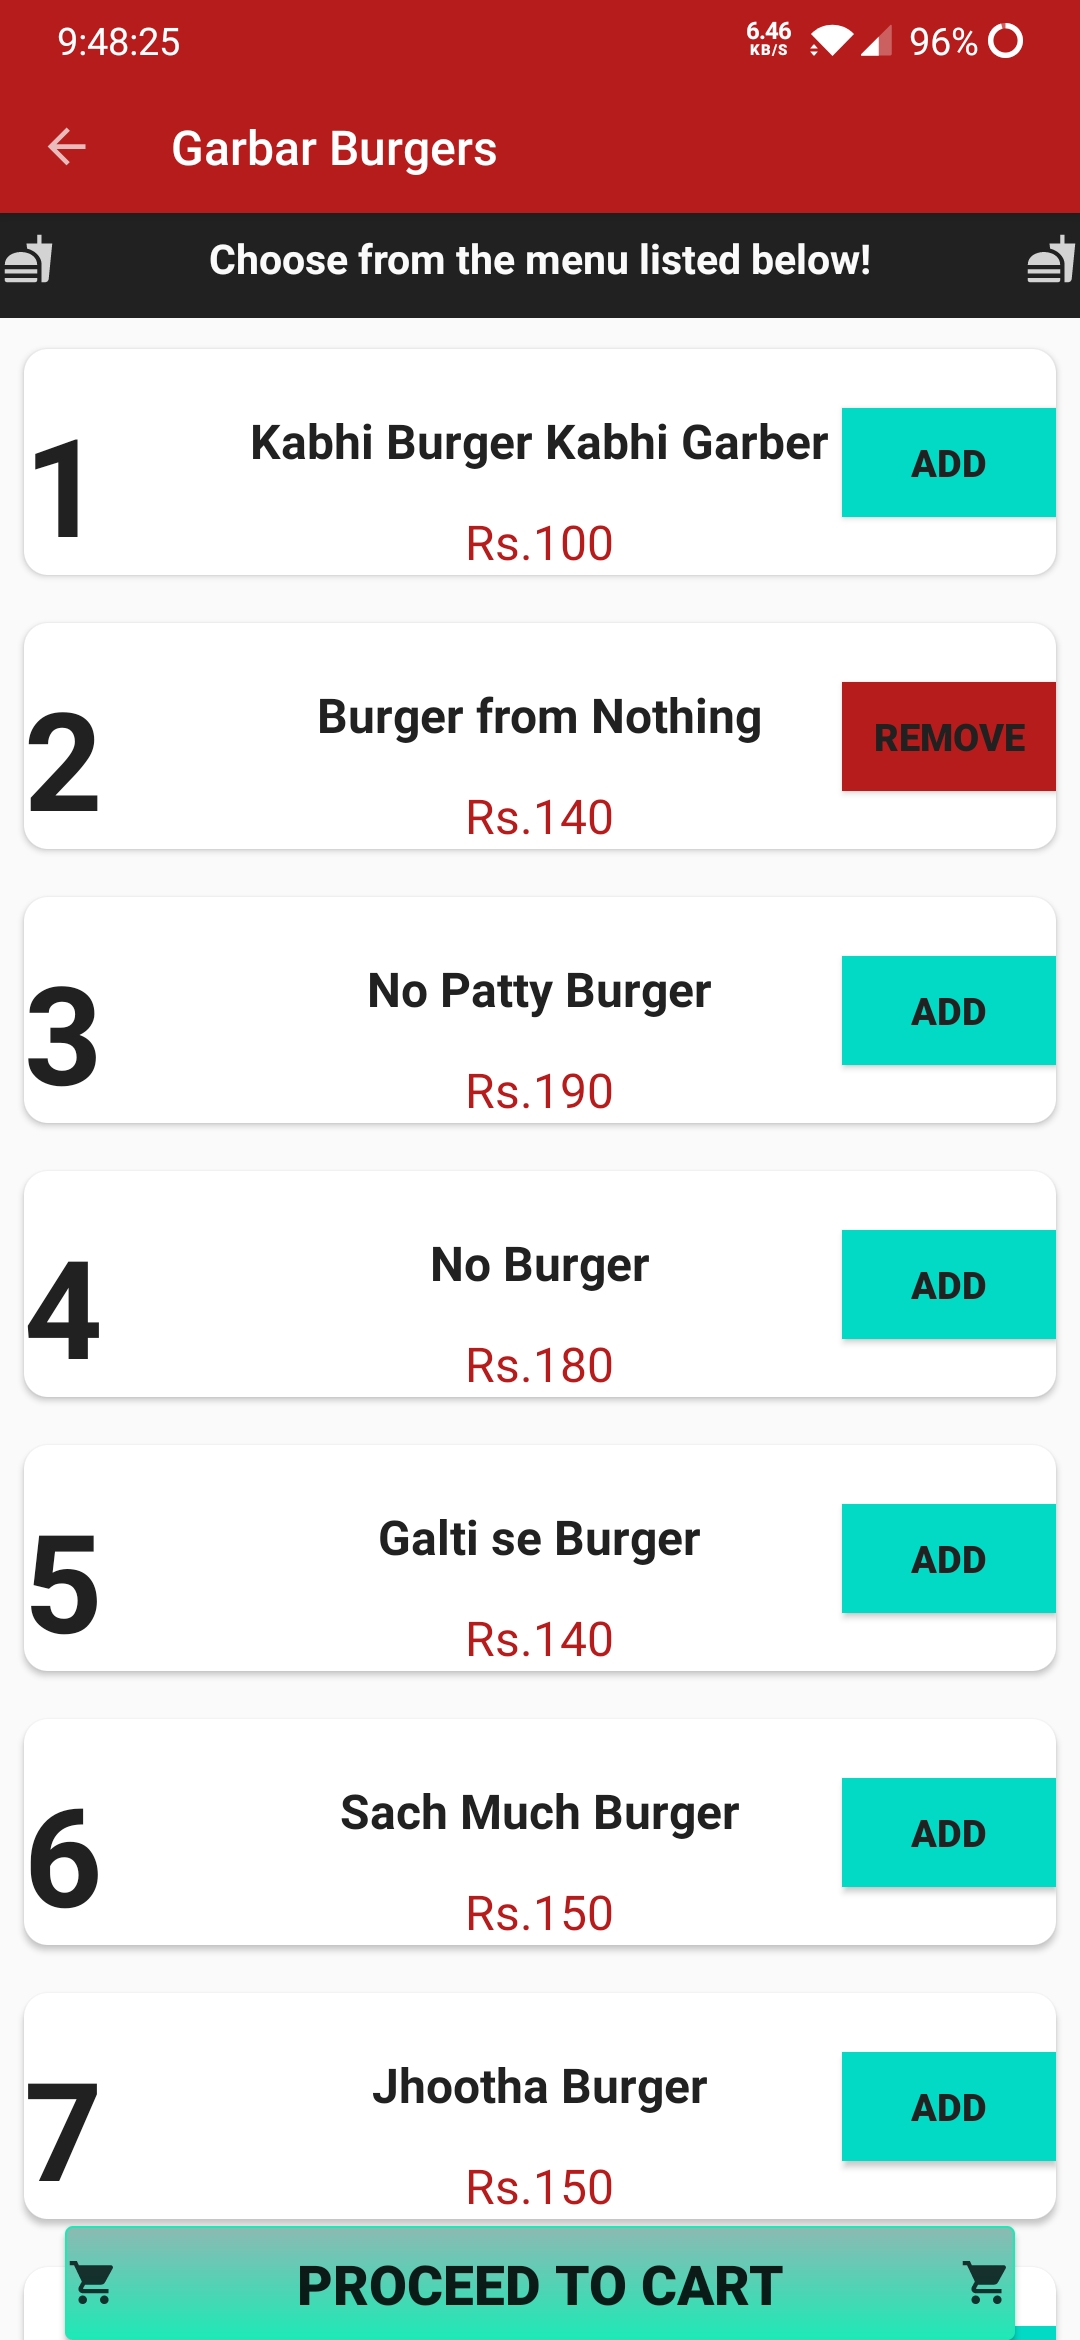 9:48:25
6.46
KB/S
96%
Garbar Burgers
Choose from the menu listed below!
1
Kabhi Burger Kabhi Garber
Rs.100
ADD
2
Burger from Nothing
Rs.140
REMOVE
3
No Patty Burger
Rs.190
ADD
4
No Burger
Rs.180
ADD
5
Galti se Burger
Rs.140
ADD
6
Sach Much Burger
Rs.150
ADD
7
Jhootha Burger
Rs.150
ADD
PROCEED TO CART